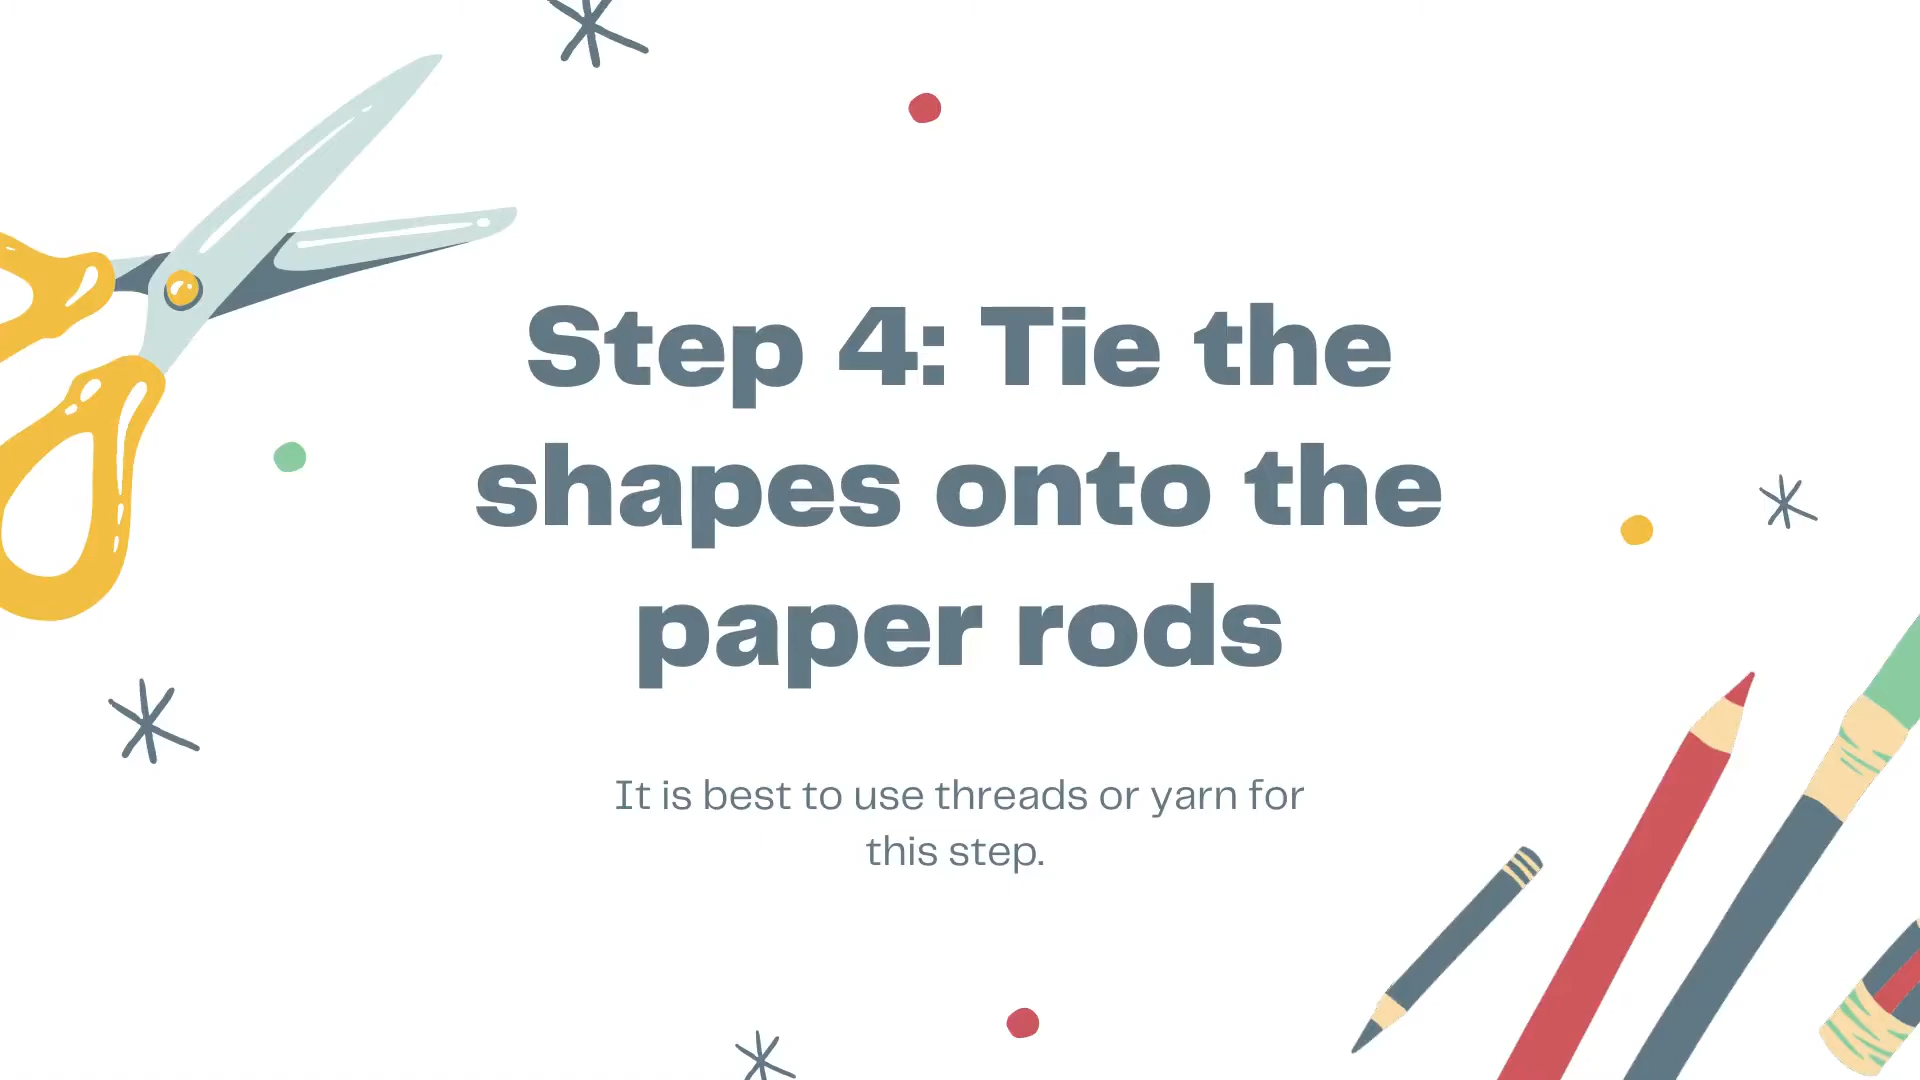 Step 4: Tie the
shapes onto the
paper rods
It is best to use threads or yarn for
this step.